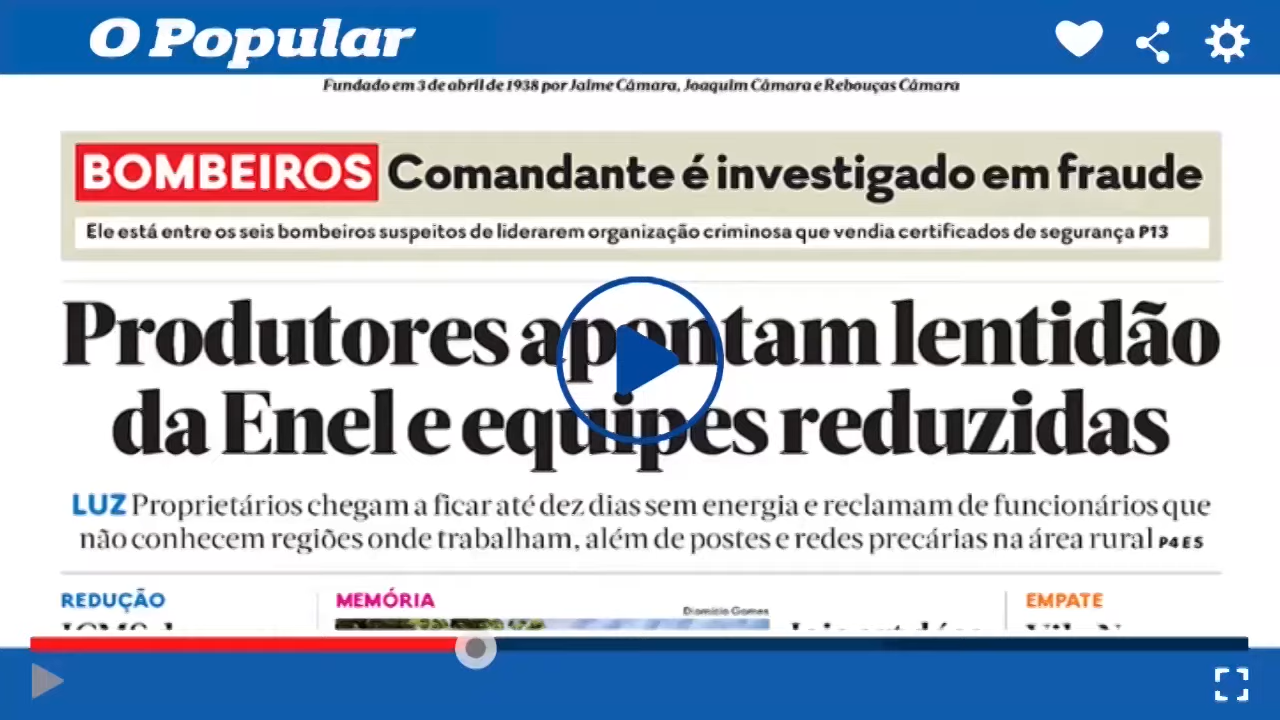 O Popular
Fundado em 3 de abril de 1938 por Jaime Câmara, Joaquim Câmara e Rebouças Câmara
BOMBEIROS Comandante é investigado em fraude
Ele está entre os seis bombeiros suspeitos de liderarem organização criminosa que vendia certificados de segurança P13
Produtores apontam lentidão
da Enel e equipes reduzidas
LUZ Proprietários chegam a ficar até dez dias sem energia e reclamam de funcionários que
não conhecem regiões onde trabalham, além de postes e redes precárias na área rural P4 E 5
REDUÇÃO
MEMÓRIA
Diomício Gomes
EMPATE